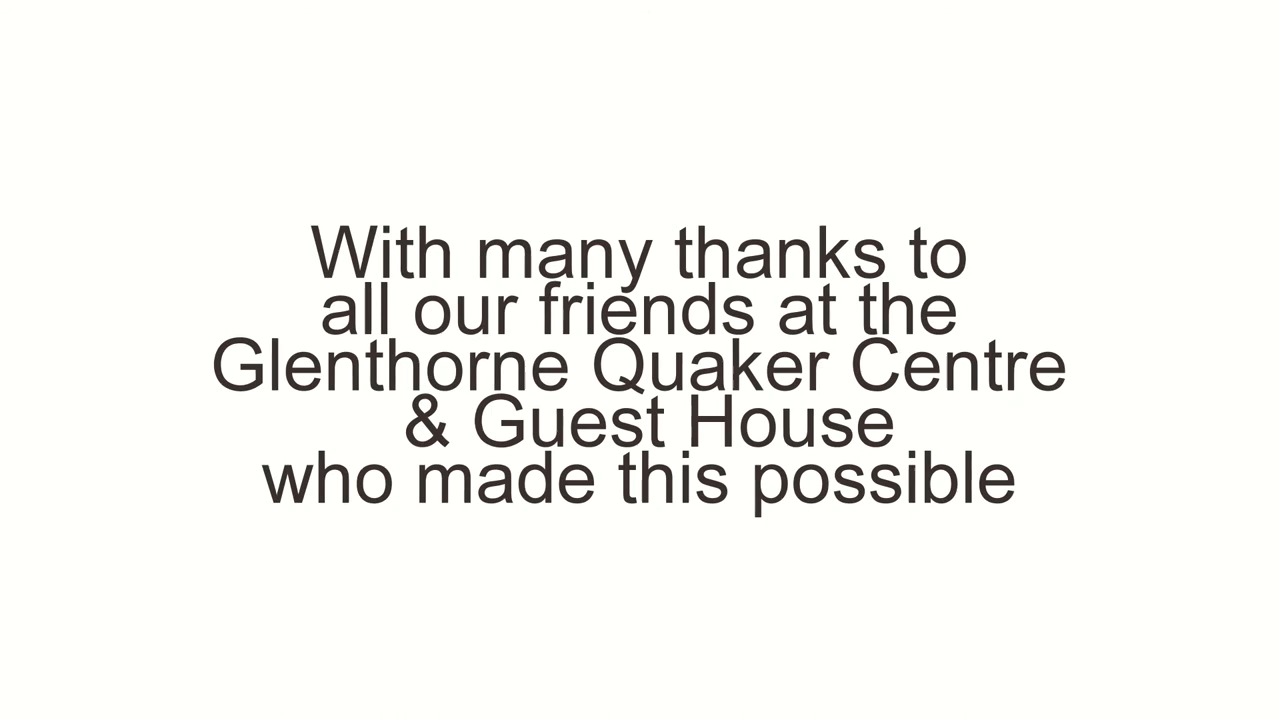 With many thanks to
all our friends at the
Glenthorne Quaker Centre
& Guest House
who made this possible